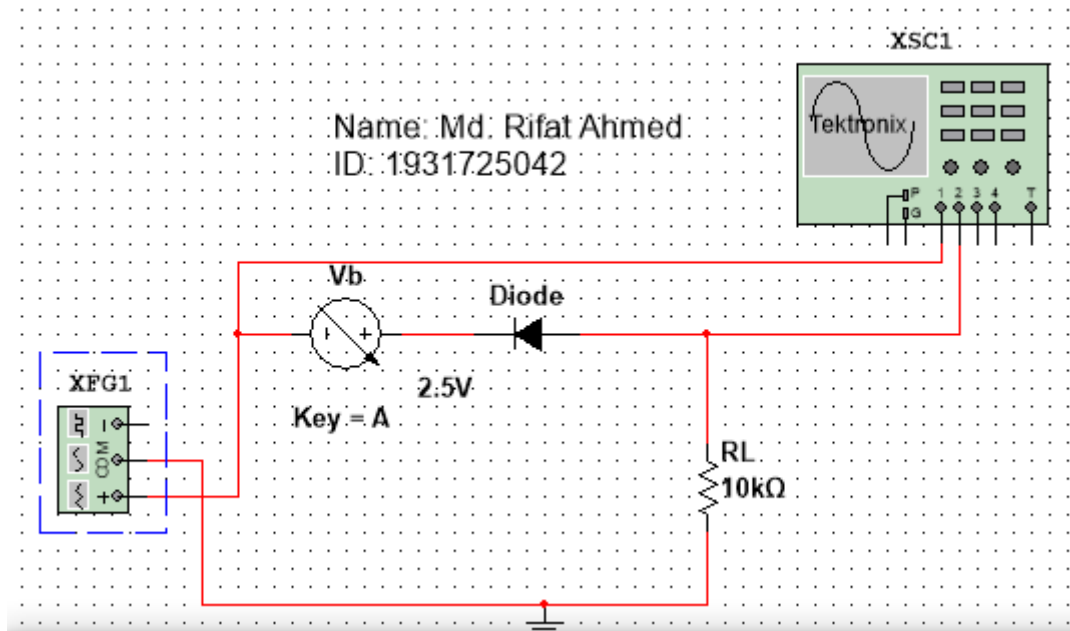 XSC1
Tektronix
Name: Md. Rifat Ahmed
ID: 1931725042
P
G
1 2 3 4 T
Vb
Diode
2.5V
Key = A
XFG1
COM
+
RL
10kΩ